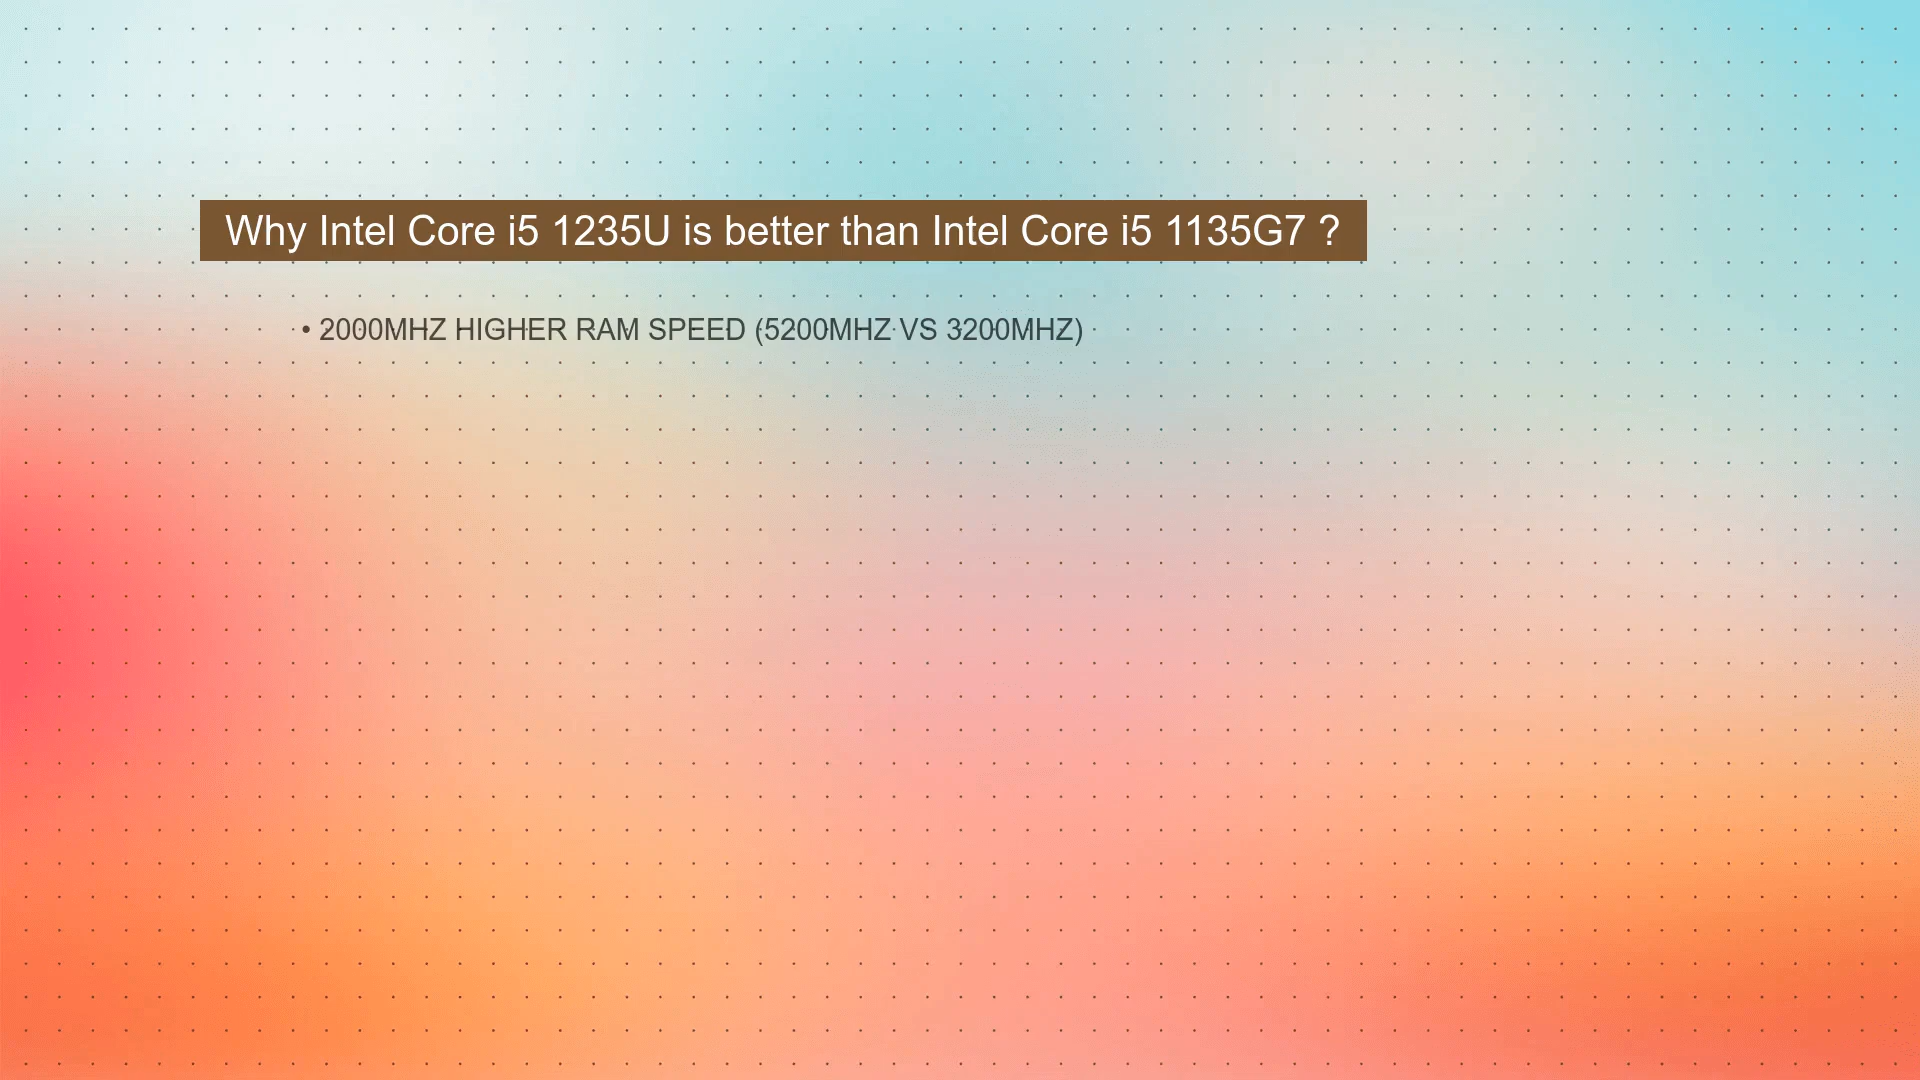 Why Intel Core i5 1235U is better than Intel Core i5 1135G7 ?
• 2000MHZ HIGHER RAM SPEED (5200MHZ VS 3200MHZ)